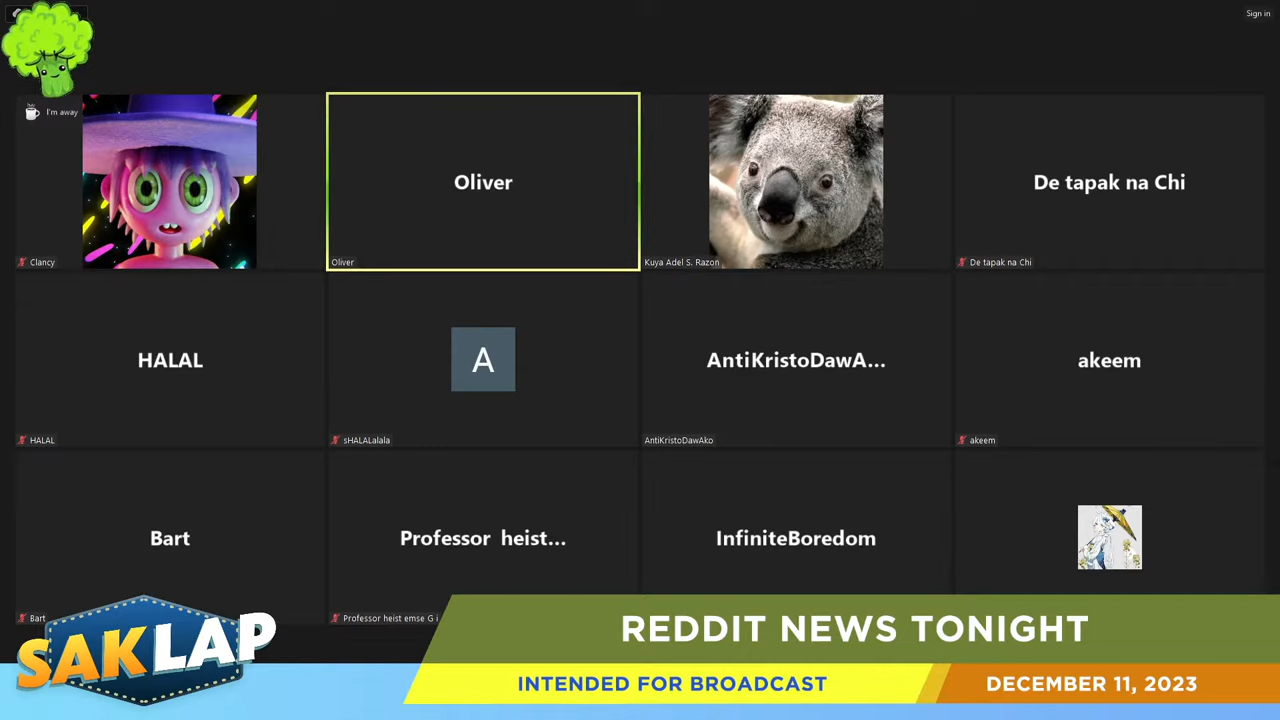 Sign in
I'm away
Clancy
Oliver
Oliver
Kuya Adel S. Razon
De tapak na Chi
De tapak na Chi
HALAL
HALAL
A
sHALALalala
AntiKristoDawA...
AntiKristoDawAko
akeem
akeem
Bart
Bart
Professor heist...
Professor heist emse G i
InfiniteBoredom
SAKLAP
REDDIT NEWS TONIGHT
INTENDED FOR BROADCAST
DECEMBER 11, 2023